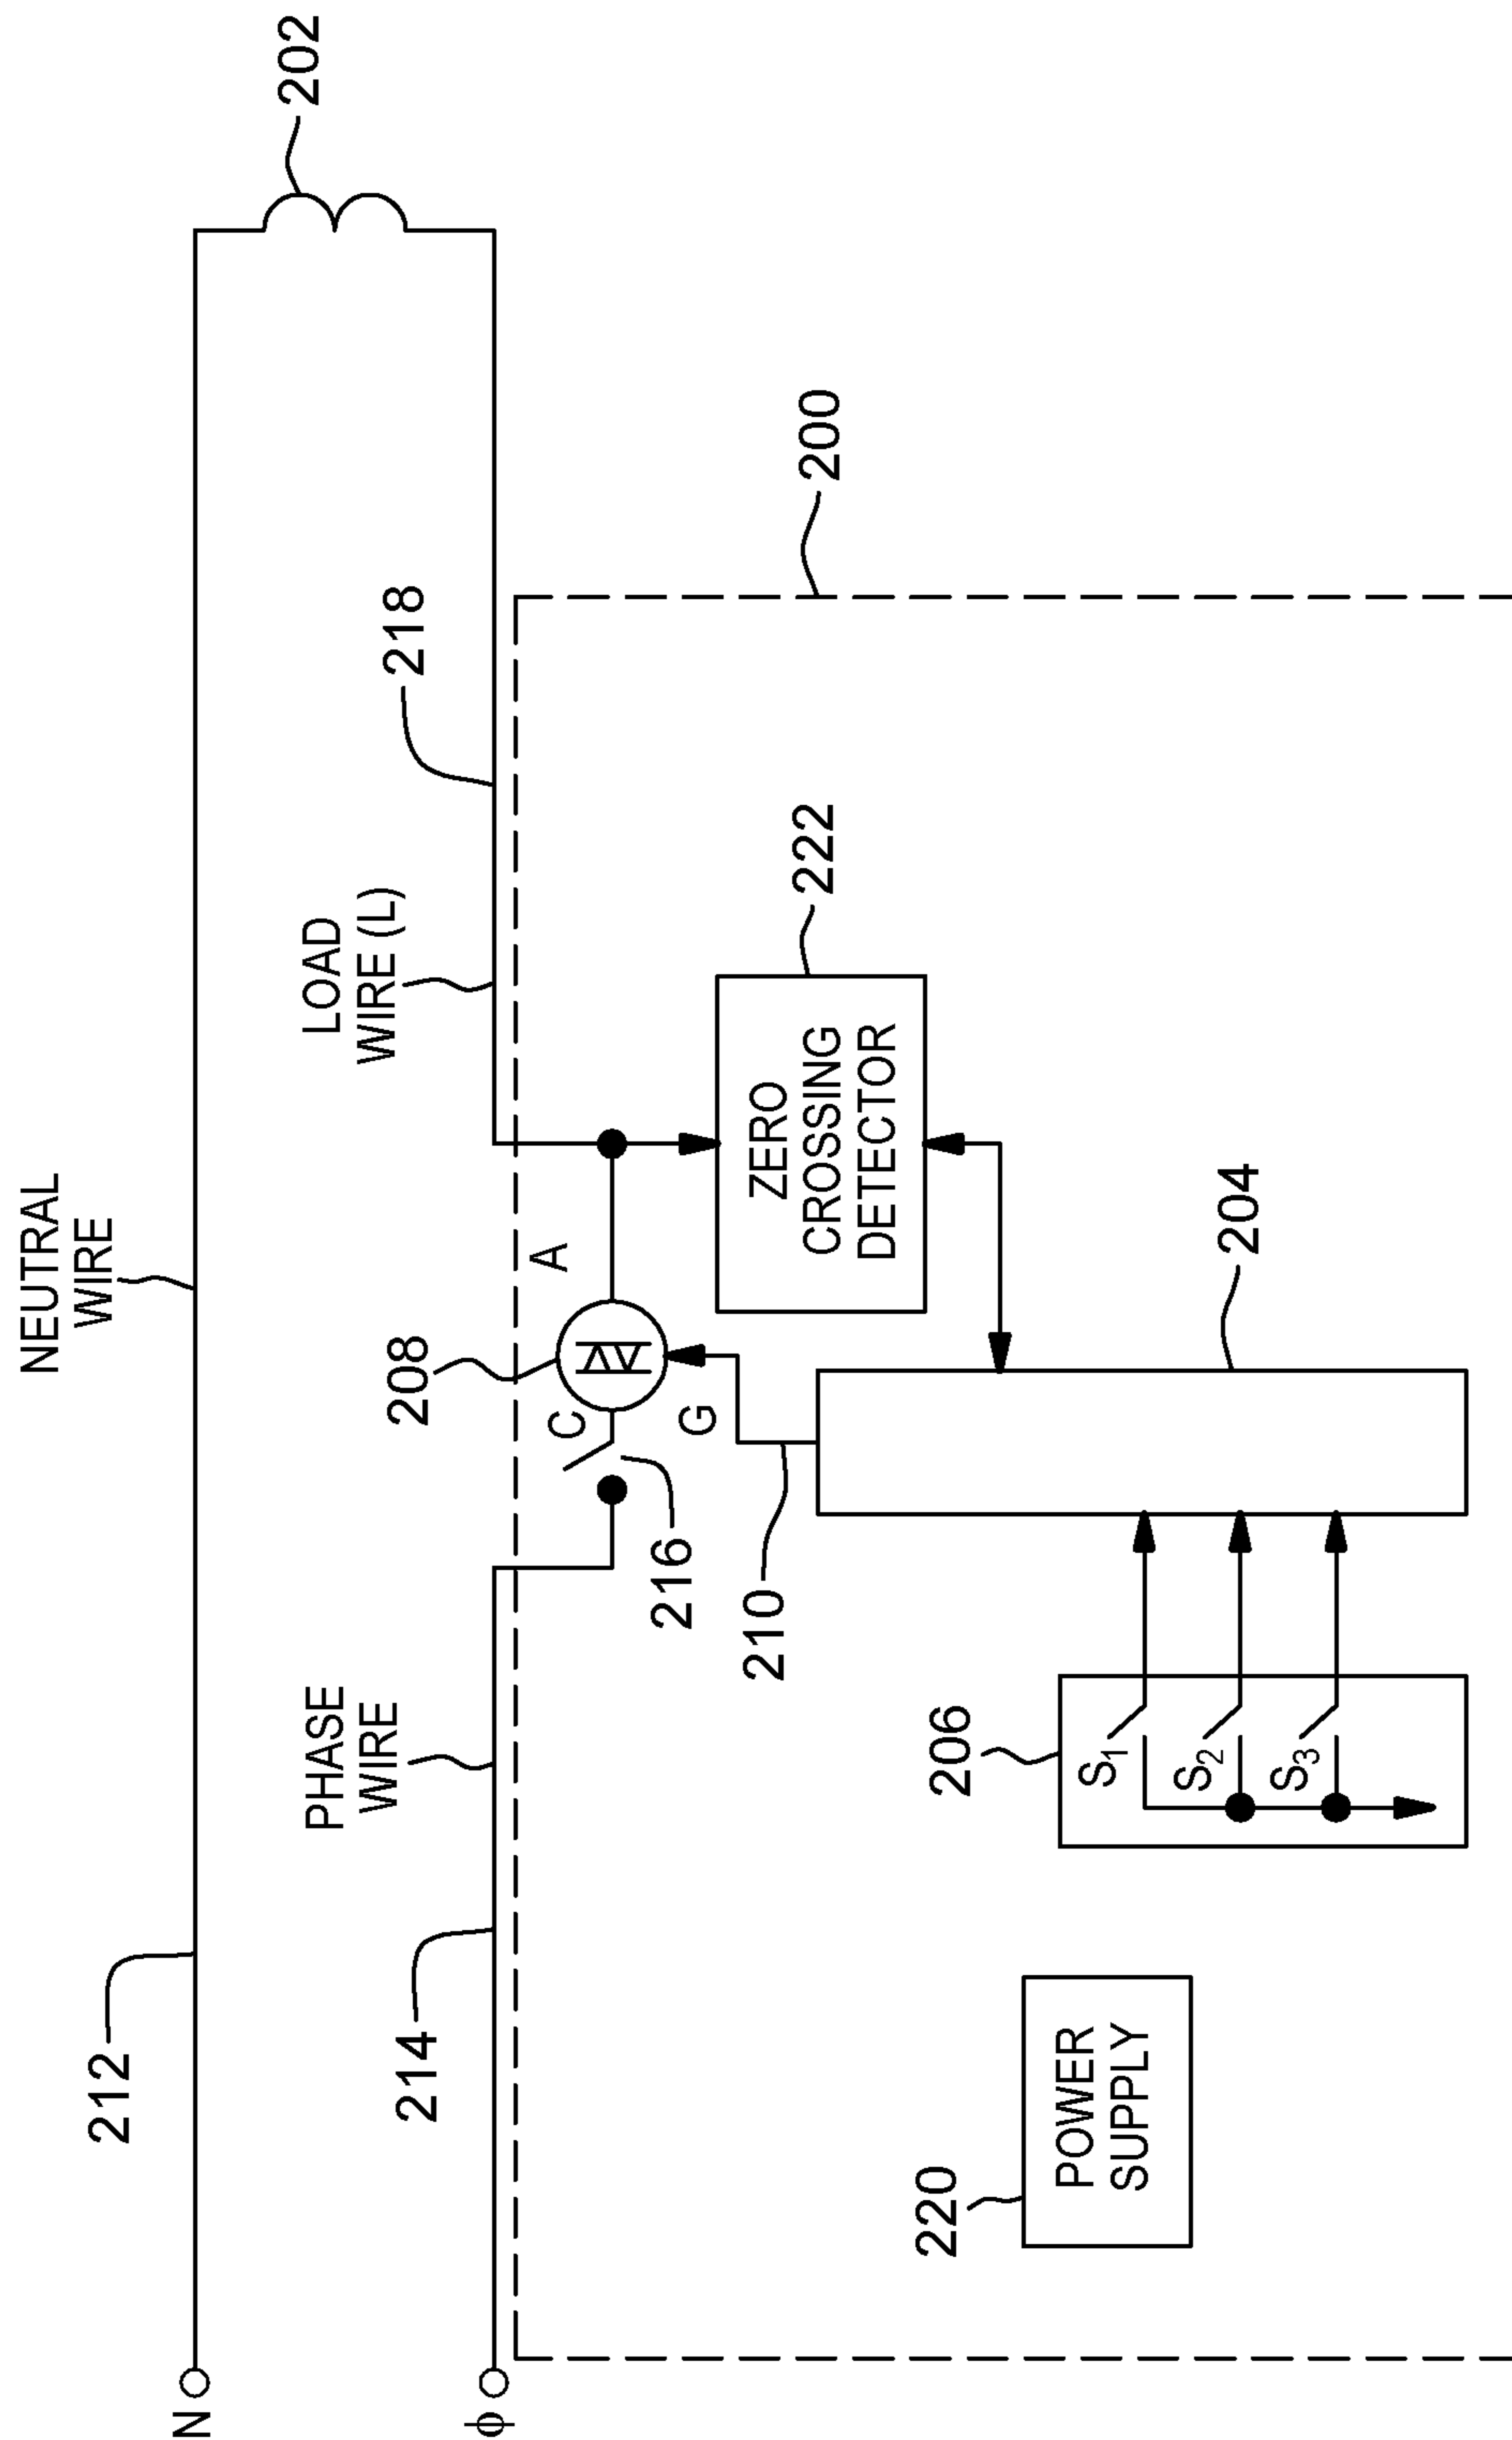 NEUTRAL
WIRE
212
N
202
PHASE
WIRE
LOAD
WIRE (L)
214
218
ϕ
208
A
C
G
216
210
200
222
ZERO
CROSSING
DETECTOR
204
206
S1
S2
S3
220
POWER
SUPPLY